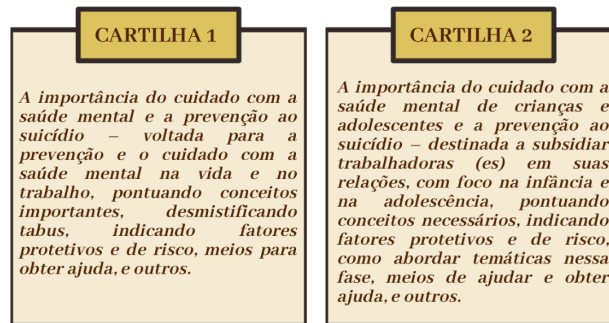 CARTILHA 1
A importância do cuidado com a
saúde mental e a prevenção ao
suicídio – voltada para a
prevenção e o cuidado com a
saúde mental na vida e no
trabalho, pontuando conceitos
importantes, desmistificando
tabus, indicando fatores
protetivos e de risco, meios para
obter ajuda, e outros.
CARTILHA 2
A importância do cuidado com a
saúde mental de crianças e
adolescentes e a prevenção ao
suicídio – destinada a subsidiar
trabalhadoras (es) em suas
relações, com foco na infância e
na adolescência, pontuando
conceitos necessários, indicando
fatores protetivos e de risco,
como abordar temáticas nessa
fase, meios de ajudar e obter
ajuda, e outros.